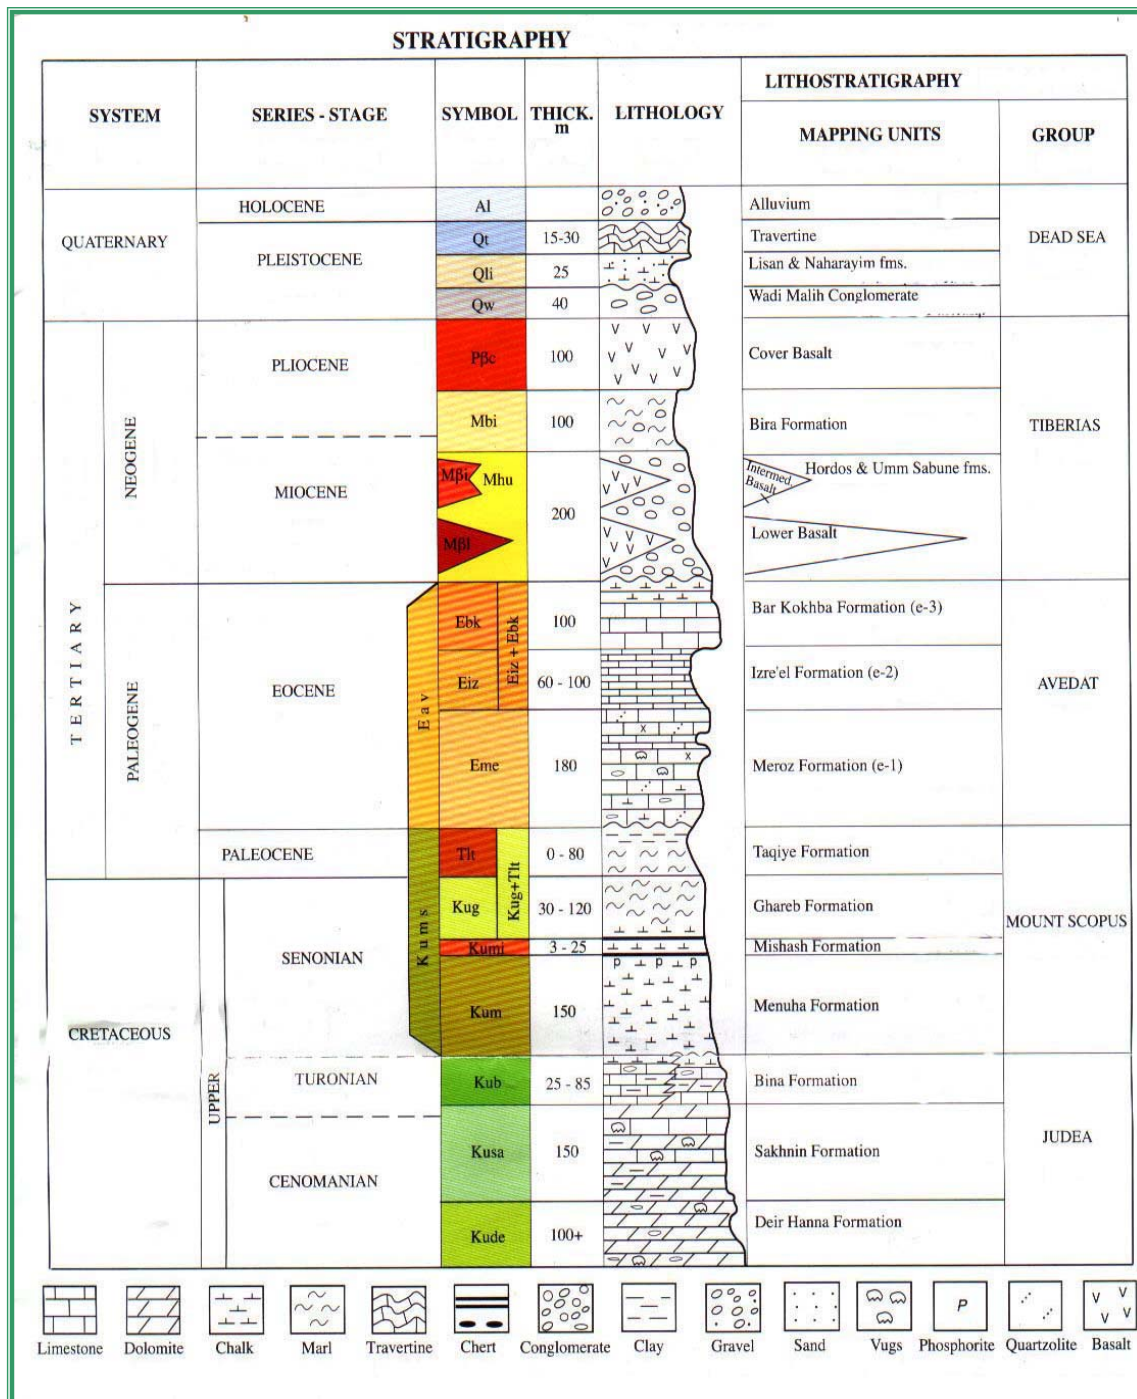 STRATIGRAPHY
SYSTEM
SERIES - STAGE
SYMBOL
THICK.
m
LITHOLOGY
LITHOSTRATIGRAPHY
MAPPING UNITS
GROUP
QUATERNARY
HOLOCENE
Al
Alluvium
DEAD SEA
PLEISTOCENE
Qt
15-30
Travertine
Qli
25
Lisan & Naharayim fms.
Qw
40
Wadi Malih Conglomerate
TERTIARY
NEOGENE
PLIOCENE
Pβc
100
Cover Basalt
TIBERIAS
Mbi
100
Bira Formation
MIOCENE
Mβi
Mhu
200
Intermed.
Basalt
Hordos & Umm Sabune fms.
Mβl
Lower Basalt
PALEOGENE
EOCENE
Eav
Ebk
Eiz + Ebk
100
Bar Kokhba Formation (e-3)
AVEDAT
Eiz
60 - 100
Izre'el Formation (e-2)
Eme
180
Meroz Formation (e-1)
PALEOCENE
Kums
Tlt
Kug+Tlt
0 - 80
Taqiye Formation
MOUNT SCOPUS
CRETACEOUS
UPPER
SENONIAN
Kug
30 - 120
Ghareb Formation
Kumi
3 - 25
Mishash Formation
P P P
Kum
150
Menuha Formation
TURONIAN
Kub
25 - 85
Bina Formation
JUDEA
CENOMANIAN
Kusa
150
Sakhnin Formation
Kude
100+
Deir Hanna Formation
P
Limestone Dolomite Chalk Marl Travertine Chert Conglomerate Clay Gravel Sand Vugs Phosphorite Quartzolite Basalt